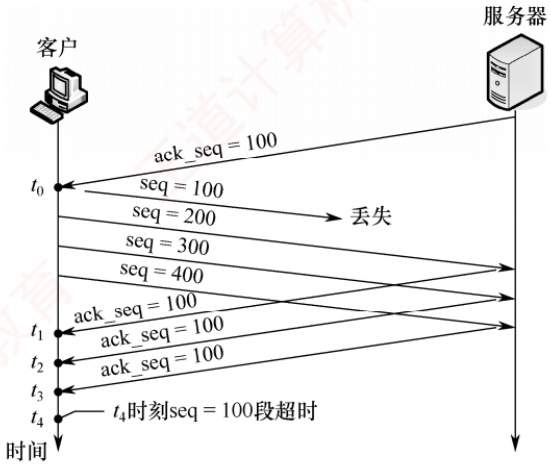 服务器
客户
ack_seq = 100
t0
seq = 100
seq = 200
丢失
seq = 300
seq = 400
ack_seq = 100
t1
ack_seq = 100
t2
ack_seq = 100
t3
t4
t4时刻seq = 100段超时
时间